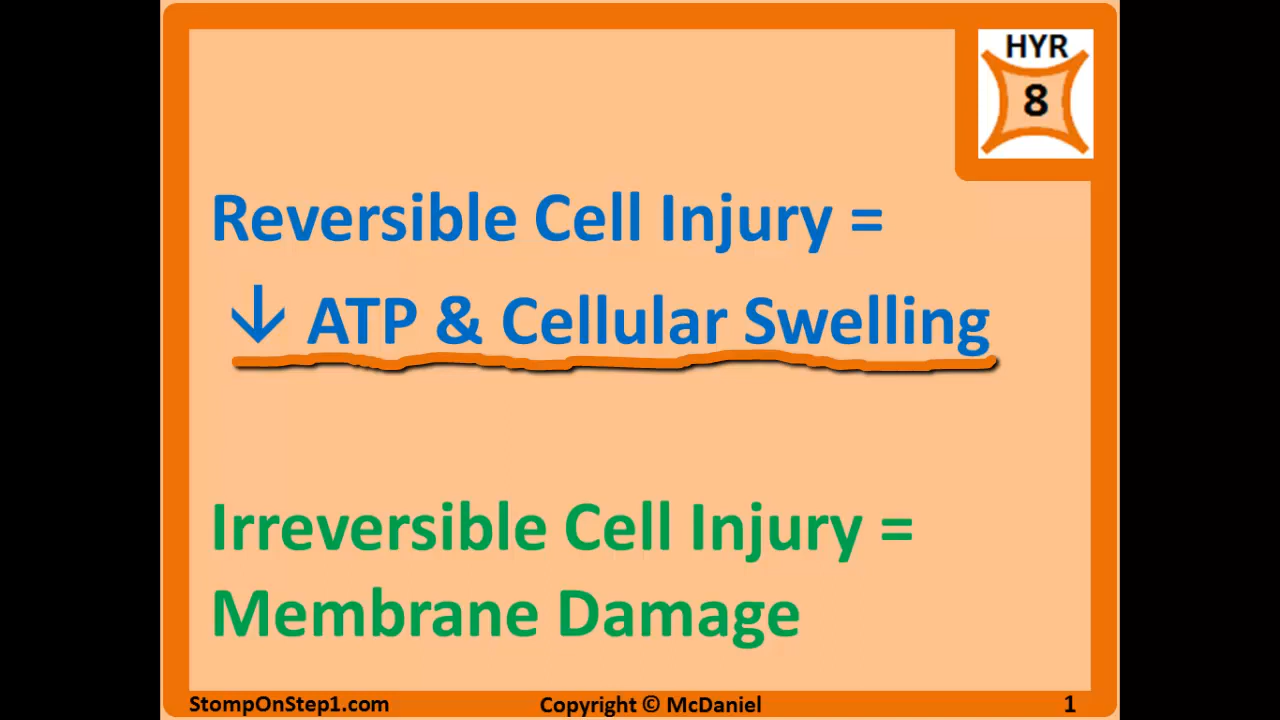 HYR
8
Reversible Cell Injury =
↓ ATP & Cellular Swelling
Irreversible Cell Injury =
Membrane Damage
StompOnStep1.com
Copyright © McDaniel
1